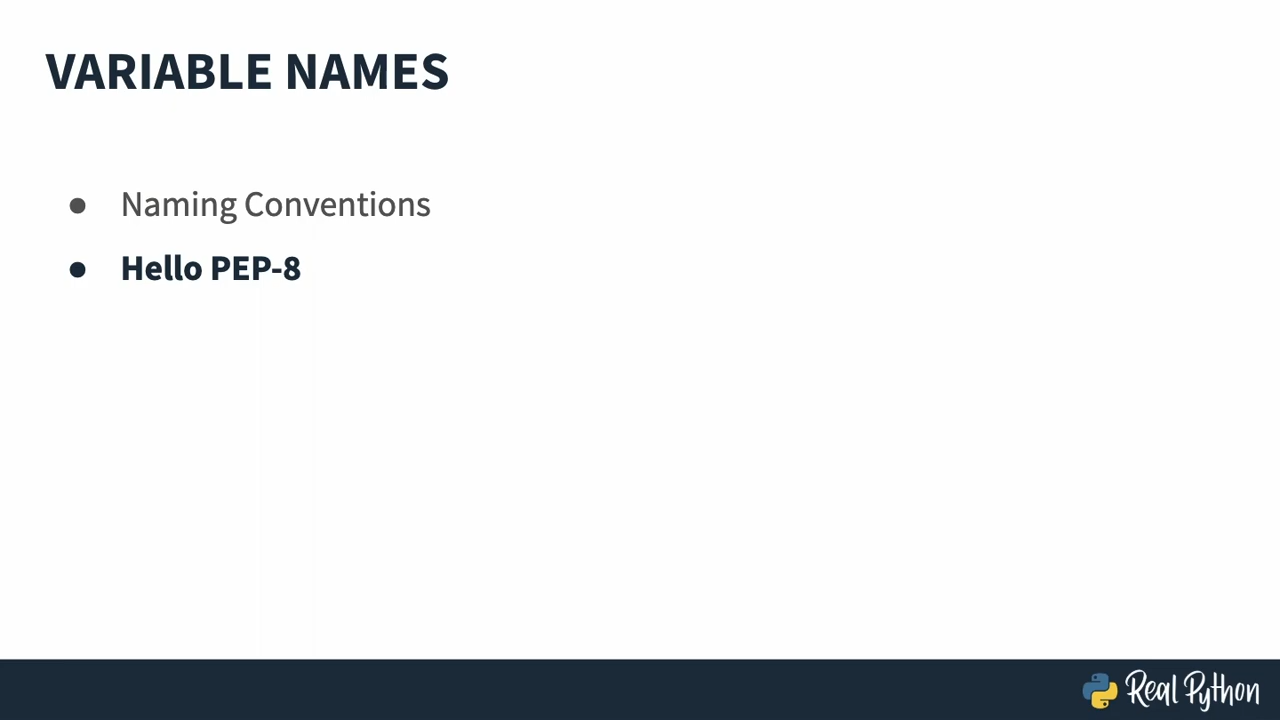 VARIABLE NAMES
● Naming Conventions
● Hello PEP-8
Real Python